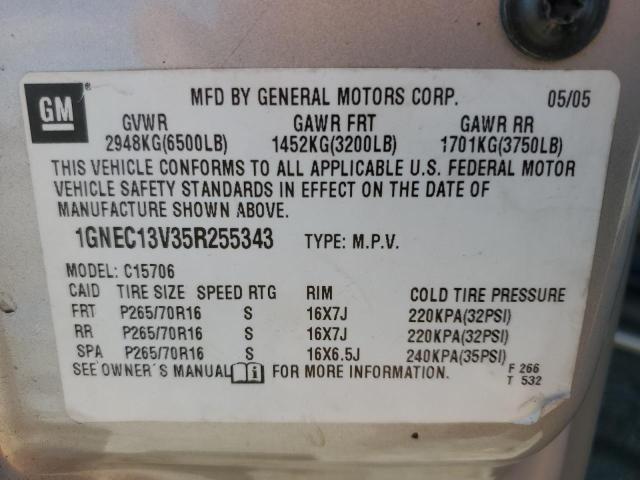 GM
MFD BY GENERAL MOTORS CORP. 05/05
GVWR GAWR FRT GAWR RR
2948KG(6500LB) 1452KG(3200LB) 1701KG(3750LB)
THIS VEHICLE CONFORMS TO ALL APPLICABLE U.S. FEDERAL MOTOR
VEHICLE SAFETY STANDARDS IN EFFECT ON THE DATE OF
MANUFACTURE SHOWN ABOVE.
1GNEC13V35R255343 TYPE: M.P.V.
MODEL: C15706
CAID TIRE SIZE SPEED RTG RIM COLD TIRE PRESSURE
FRT P265/70R16 S 16X7J 220KPA(32PSI)
RR P265/70R16 S 16X7J 220KPA(32PSI)
SPA P265/70R16 S 16X6.5J 240KPA(35PSI)
SEE OWNER'S MANUAL FOR MORE INFORMATION. F 266
T 532